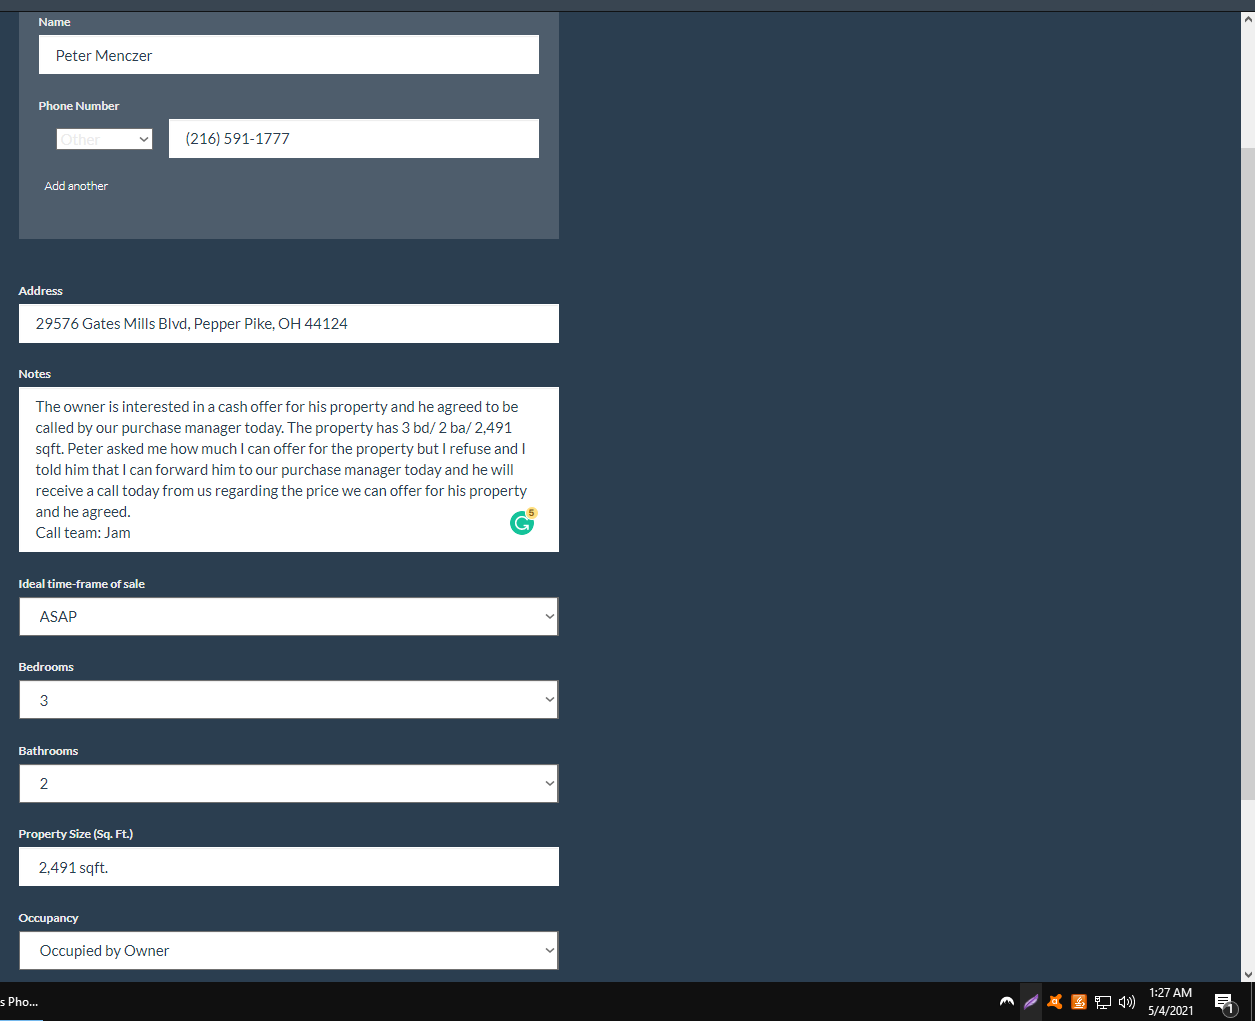 Name
Peter Menczer
Phone Number
Other
(216) 591-1777
Add another
Address
29576 Gates Mills Blvd, Pepper Pike, OH 44124
Notes
The owner is interested in a cash offer for his property and he agreed to be
called by our purchase manager today. The property has 3 bd/ 2 ba/ 2,491
sqft. Peter asked me how much I can offer for the property but I refuse and I
told him that I can forward him to our purchase manager today and he will
receive a call today from us regarding the price we can offer for his property
and he agreed.
5
Call team: Jam
Ideal time-frame of sale
ASAP
Bedrooms
3
Bathrooms
2
Property Size (Sq. Ft.)
2,491 sqft.
Occupancy
Occupied by Owner
s Pho...
1:27 AM
5/4/2021
1